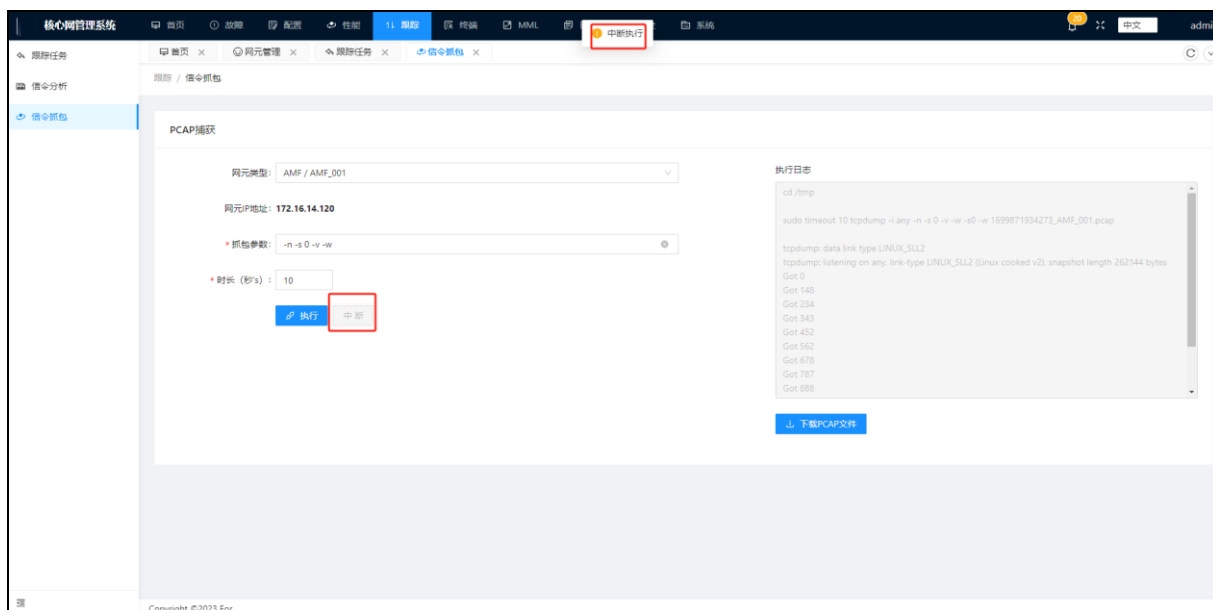 核心网管理系统
首页
故障
配置
性能
跟踪
终端
MML
系统
中断执行
20
中文
admi
跟踪任务
信令分析
信令抓包
首页
网元管理
跟踪任务
信令抓包
跟踪 / 信令抓包
PCAP捕获
网元类型: AMF / AMF_001
网元IP地址: 172.16.14.120
* 抓包参数: -n -s 0 -v -w
* 时长（秒's）: 10
执行
中断
执行日志
cd /tmp
sudo timeout 10 tcpdump -i any -n -s 0 -v -w -s0 -w 1699871934273_AMF_001.pcap
tcpdump: data link type LINUX_SLL2
tcpdump: listening on any, link-type LINUX_SLL2 (Linux cooked v2), snapshot length 262144 bytes
Got 0
Got 148
Got 234
Got 343
Got 452
Got 562
Got 678
Got 787
Got 888
下载PCAP文件
Copyright ©2023 For